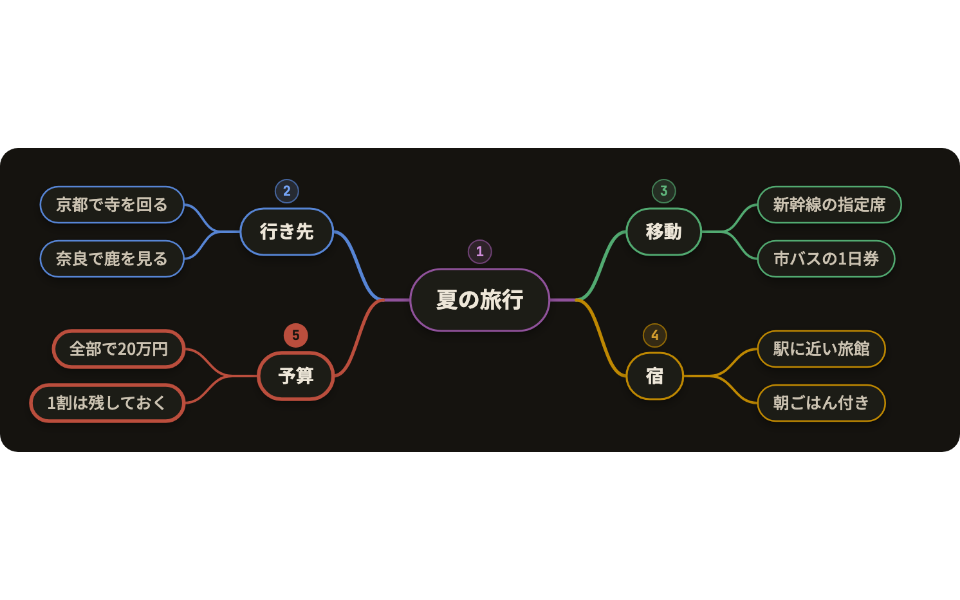 1
夏の旅行
2
行き先
京都で寺を回る
奈良で鹿を見る
3
移動
新幹線の指定席
市バスの1日券
4
宿
駅に近い旅館
朝ごはん付き
5
予算
全部で20万円
1割は残しておく